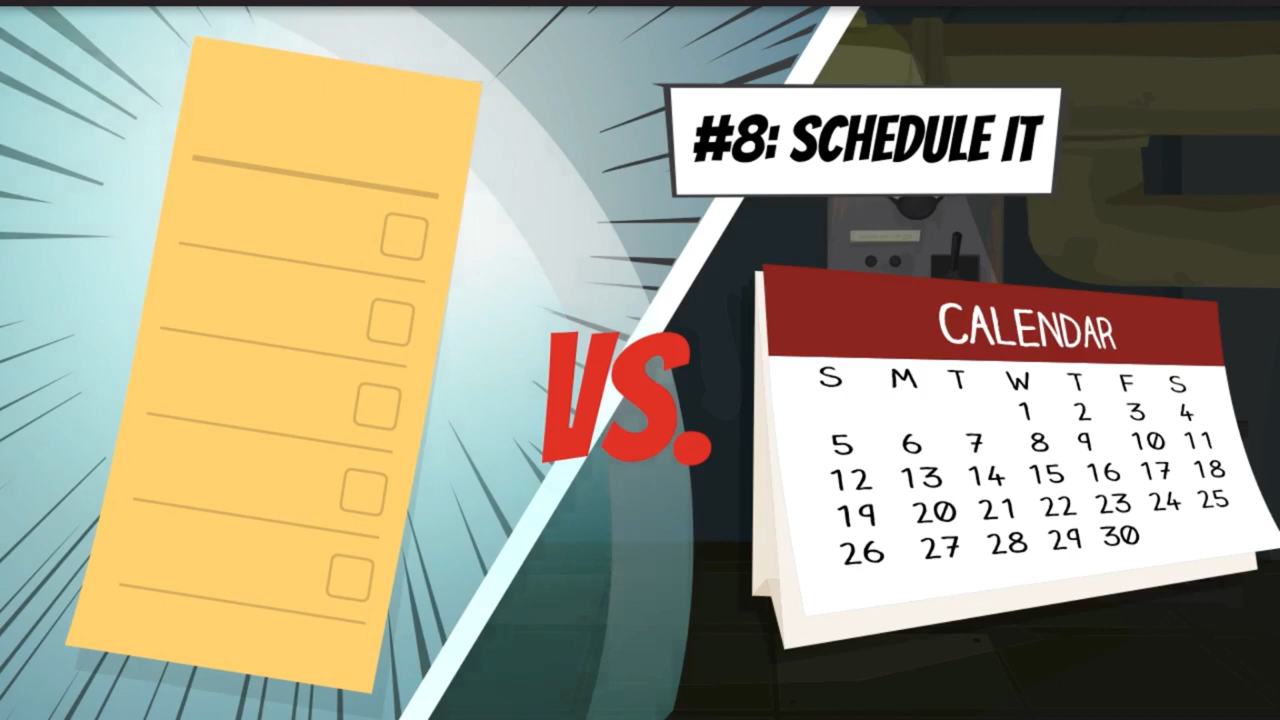 #8: SCHEDULE IT
VS.
CALENDAR
S M T W T F S
1 2 3 4
5 6 7 8 9 10 11
12 13 14 15 16 17 18
19 20 21 22 23 24 25
26 27 28 29 30